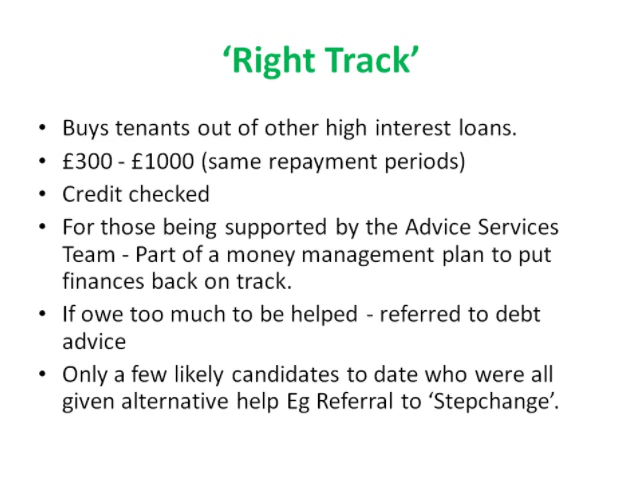 ‘Right Track’
• Buys tenants out of other high interest loans.
• £300 - £1000 (same repayment periods)
• Credit checked
• For those being supported by the Advice Services
Team - Part of a money management plan to put
finances back on track.
• If owe too much to be helped - referred to debt
advice
• Only a few likely candidates to date who were all
given alternative help Eg Referral to ‘Stepchange’.